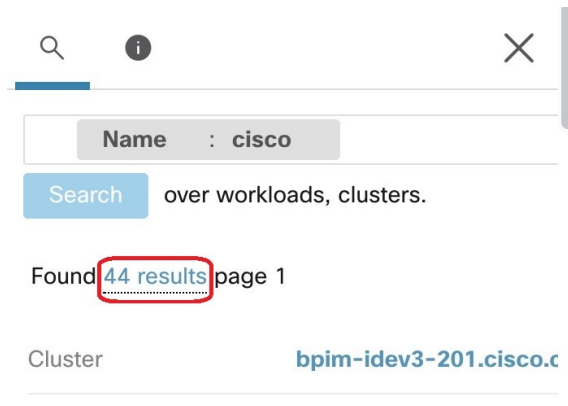 Name : cisco
Search over workloads, clusters.
Found 44 results page 1
Cluster bpim-idev3-201.cisco.c